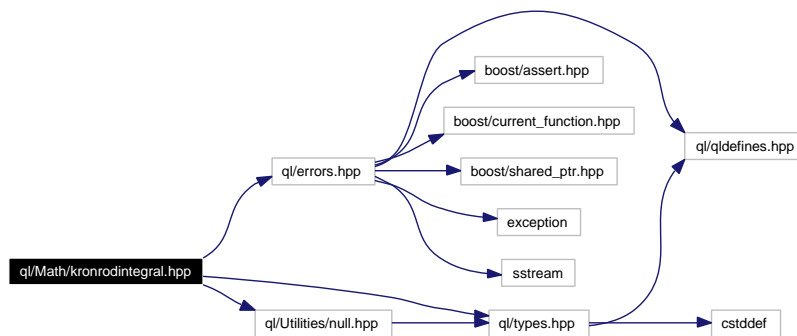 boost/assert.hpp
boost/current_function.hpp
ql/qldefines.hpp
ql/errors.hpp
boost/shared_ptr.hpp
exception
ql/Math/kronrodintegral.hpp
sstream
ql/Utilities/null.hpp
ql/types.hpp
cstddef